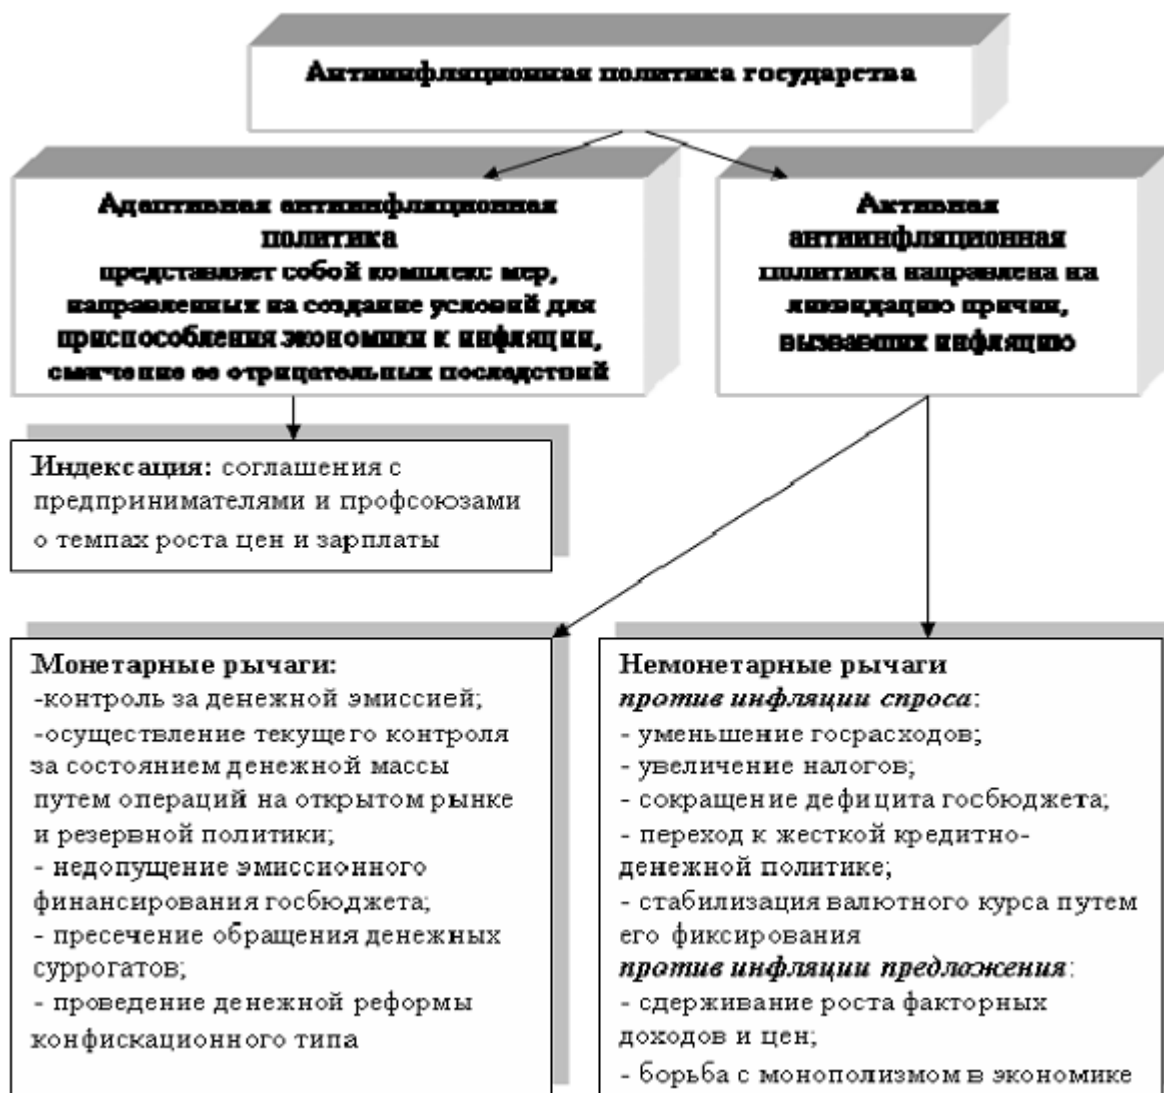 Антиинфляционная политика государства
Адаптивная антиинфляционная
политика
представляет собой комплекс мер,
направленных на создание условий для
приспособления экономики к инфляции,
смягчение ее отрицательных последствий
Активная
антиинфляционная
политика направлена на
ликвидацию причин,
вызвавших инфляцию
Индексация: соглашения с
предпринимателями и профсоюзами
о темпах роста цен и зарплаты
Монетарные рычаги:
-контроль за денежной эмиссией;
-осуществление текущего контроля
за состоянием денежной массы
путем операций на открытом рынке
и резервной политики;
- недопущение эмиссионного
финансирования госбюджета;
- пресечение обращения денежных
суррогатов;
- проведение денежной реформы
конфискационного типа
Немонетарные рычаги
против инфляции спроса:
- уменьшение госрасходов;
- увеличение налогов;
- сокращение дефицита госбюджета;
- переход к жесткой кредитно-
денежной политике;
- стабилизация валютного курса путем
его фиксирования
против инфляции предложения:
- сдерживание роста факторных
доходов и цен;
- борьба с монополизмом в экономике